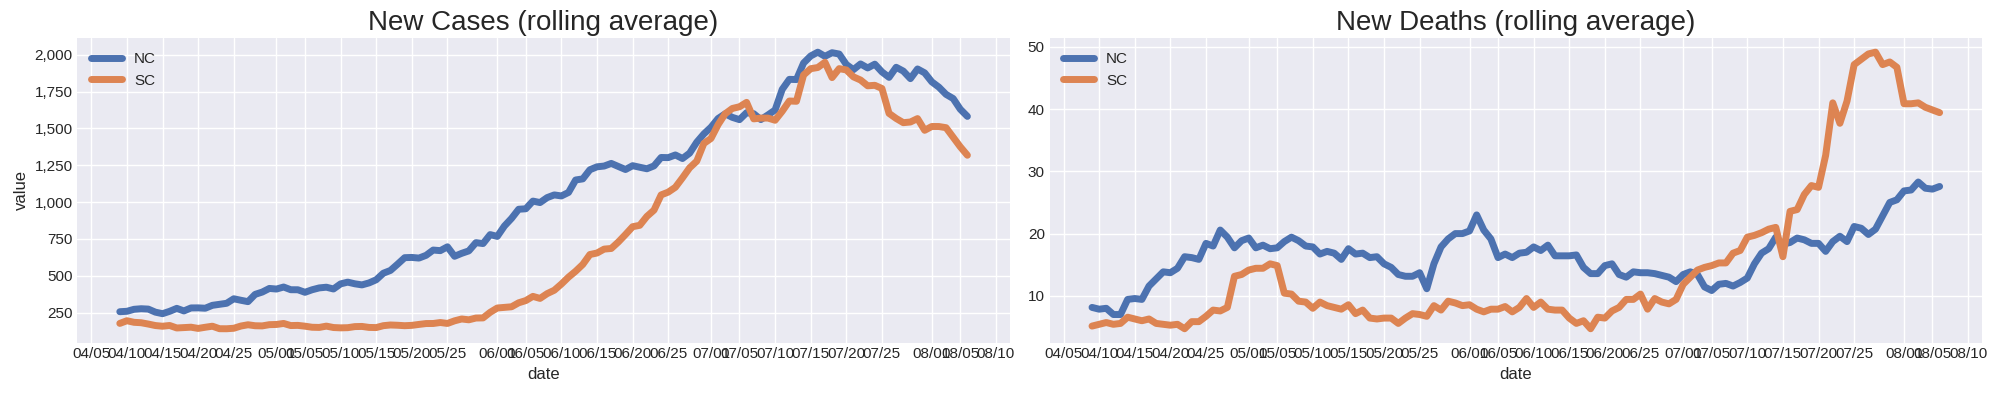 New Cases (rolling average)
NC
SC
2,000
1,750
1,500
1,250
1,000
750
500
250
value
04/05 04/10 04/15 04/20 04/25 05/01 05/05 05/10 05/15 05/20 05/25 06/01 06/05 06/10 06/15 06/20 06/25 07/01 07/05 07/10 07/15 07/20 07/25 08/01 08/05 08/10
date
New Deaths (rolling average)
NC
SC
50
40
30
20
10
04/05 04/10 04/15 04/20 04/25 05/01 05/05 05/10 05/15 05/20 05/25 06/01 06/05 06/10 06/15 06/20 06/25 07/01 07/05 07/10 07/15 07/20 07/25 08/01 08/05 08/10
date